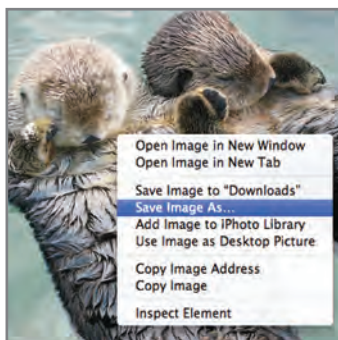 Open Image in New Window
Open Image in New Tab
Save Image to “Downloads”
Save Image As...
Add Image to iPhoto Library
Use Image as Desktop Picture
Copy Image Address
Copy Image
Inspect Element